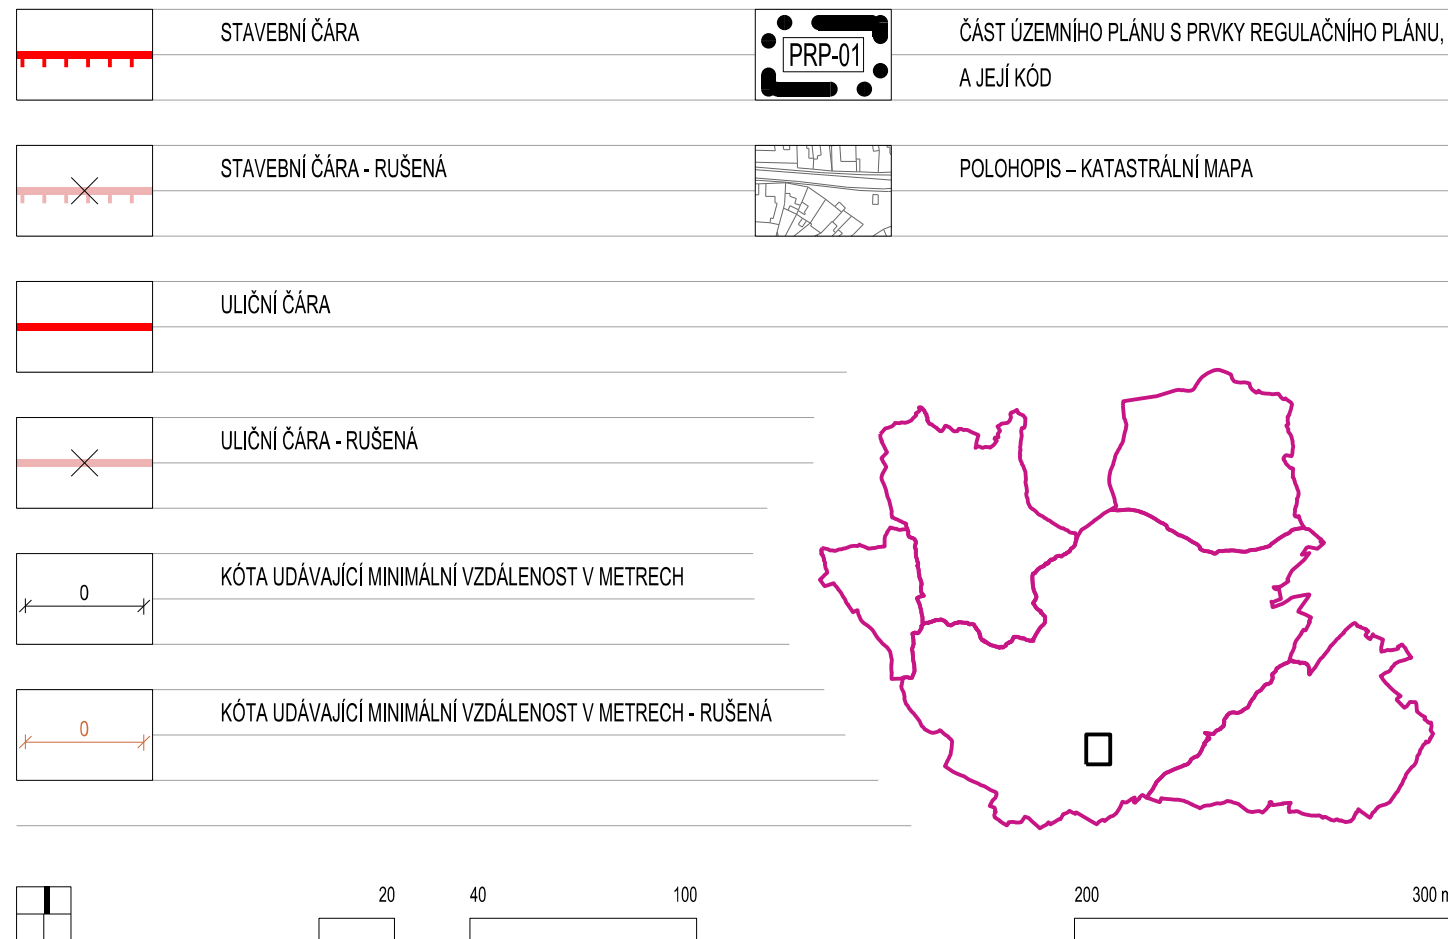 STAVEBNÍ ČÁRA
STAVEBNÍ ČÁRA - RUŠENÁ
ULIČNÍ ČÁRA
ULIČNÍ ČÁRA - RUŠENÁ
0
KÓTA UDÁVAJÍCÍ MINIMÁLNÍ VZDÁLENOST V METRECH
0
KÓTA UDÁVAJÍCÍ MINIMÁLNÍ VZDÁLENOST V METRECH - RUŠENÁ
PRP-01
ČÁST ÚZEMNÍHO PLÁNU S PRVKY REGULAČNÍHO PLÁNU,
A JEJÍ KÓD
POLOHOPIS – KATASTRÁLNÍ MAPA
20 40 100 200 300 m